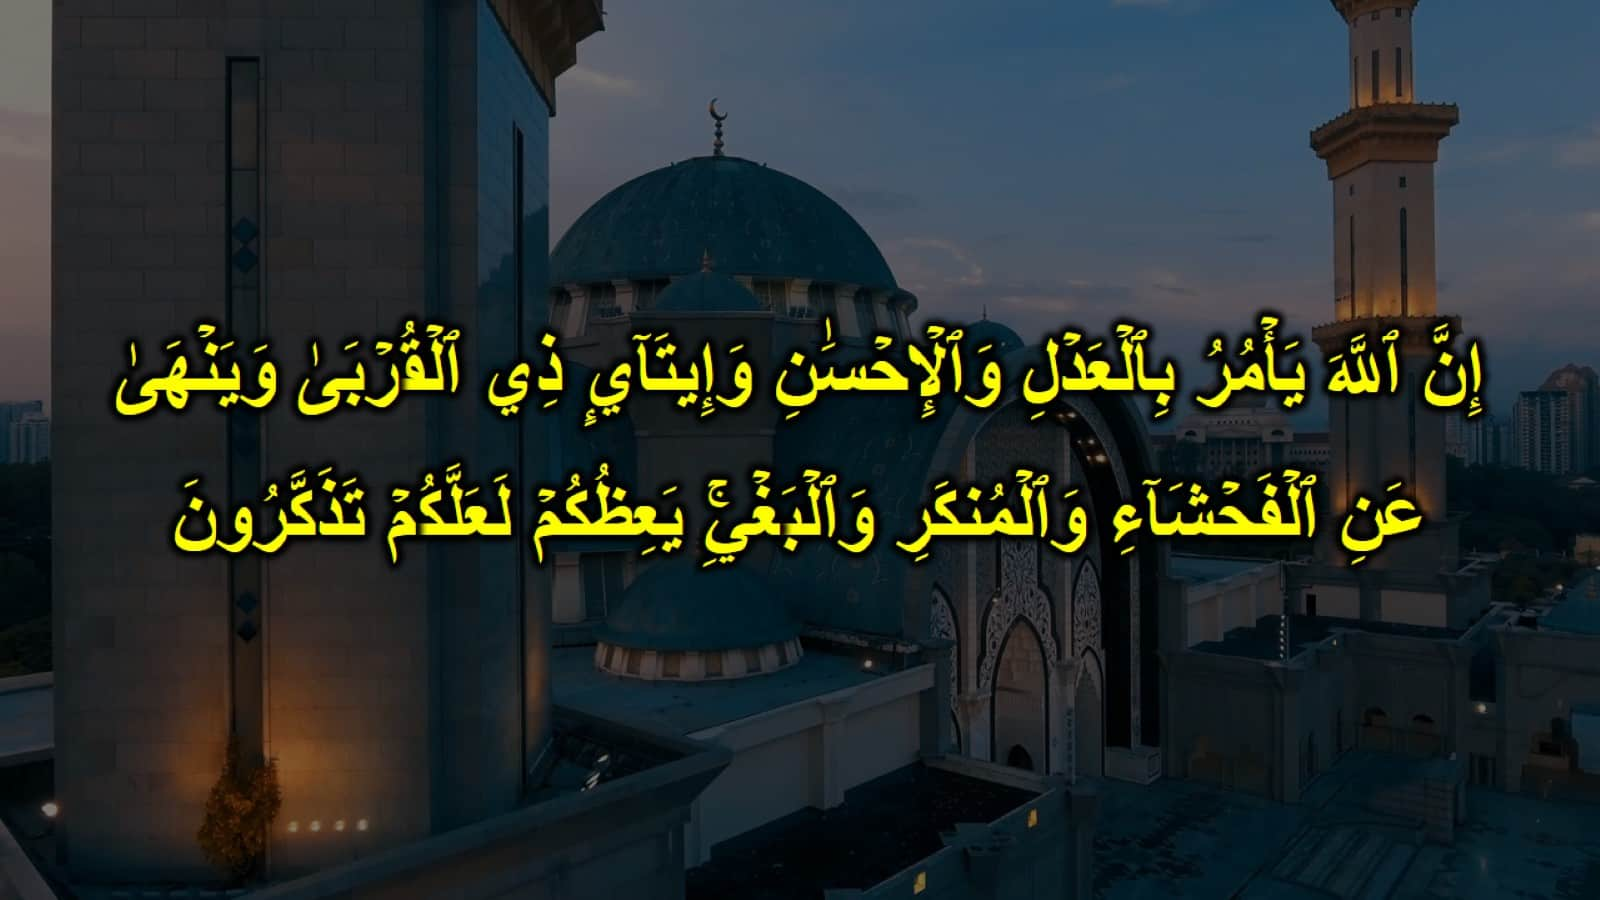 إِنَّ ٱللَّهَ يَأۡمُرُ بِٱلۡعَدۡلِ وَٱلۡإِحۡسَٰنِ وَإِيتَآيِٕ ذِي ٱلۡقُرۡبَىٰ وَيَنۡهَىٰ
عَنِ ٱلۡفَحۡشَآءِ وَٱلۡمُنكَرِ وَٱلۡبَغۡيِۚ يَعِظُكُمۡ لَعَلَّكُمۡ تَذَكَّرُونَ